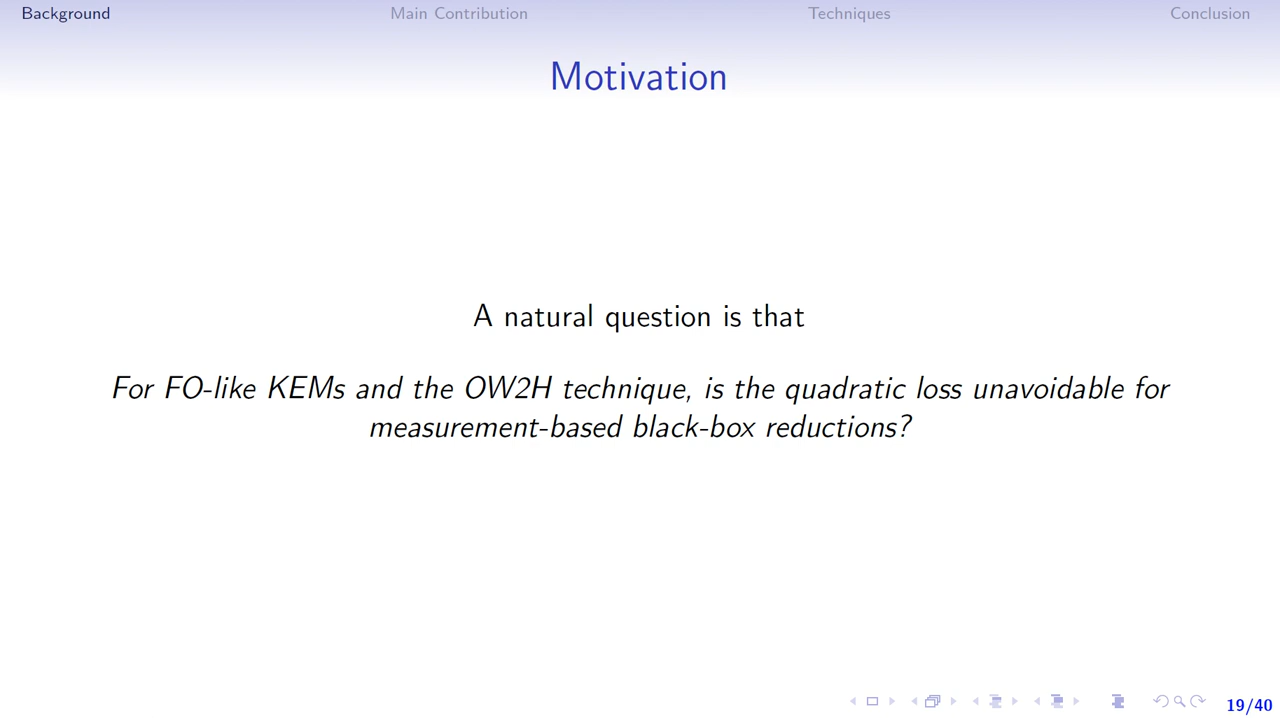 Background Main Contribution Techniques Conclusion
Motivation
A natural question is that
For FO-like KEMs and the OW2H technique, is the quadratic loss unavoidable for
measurement-based black-box reductions?
19/40